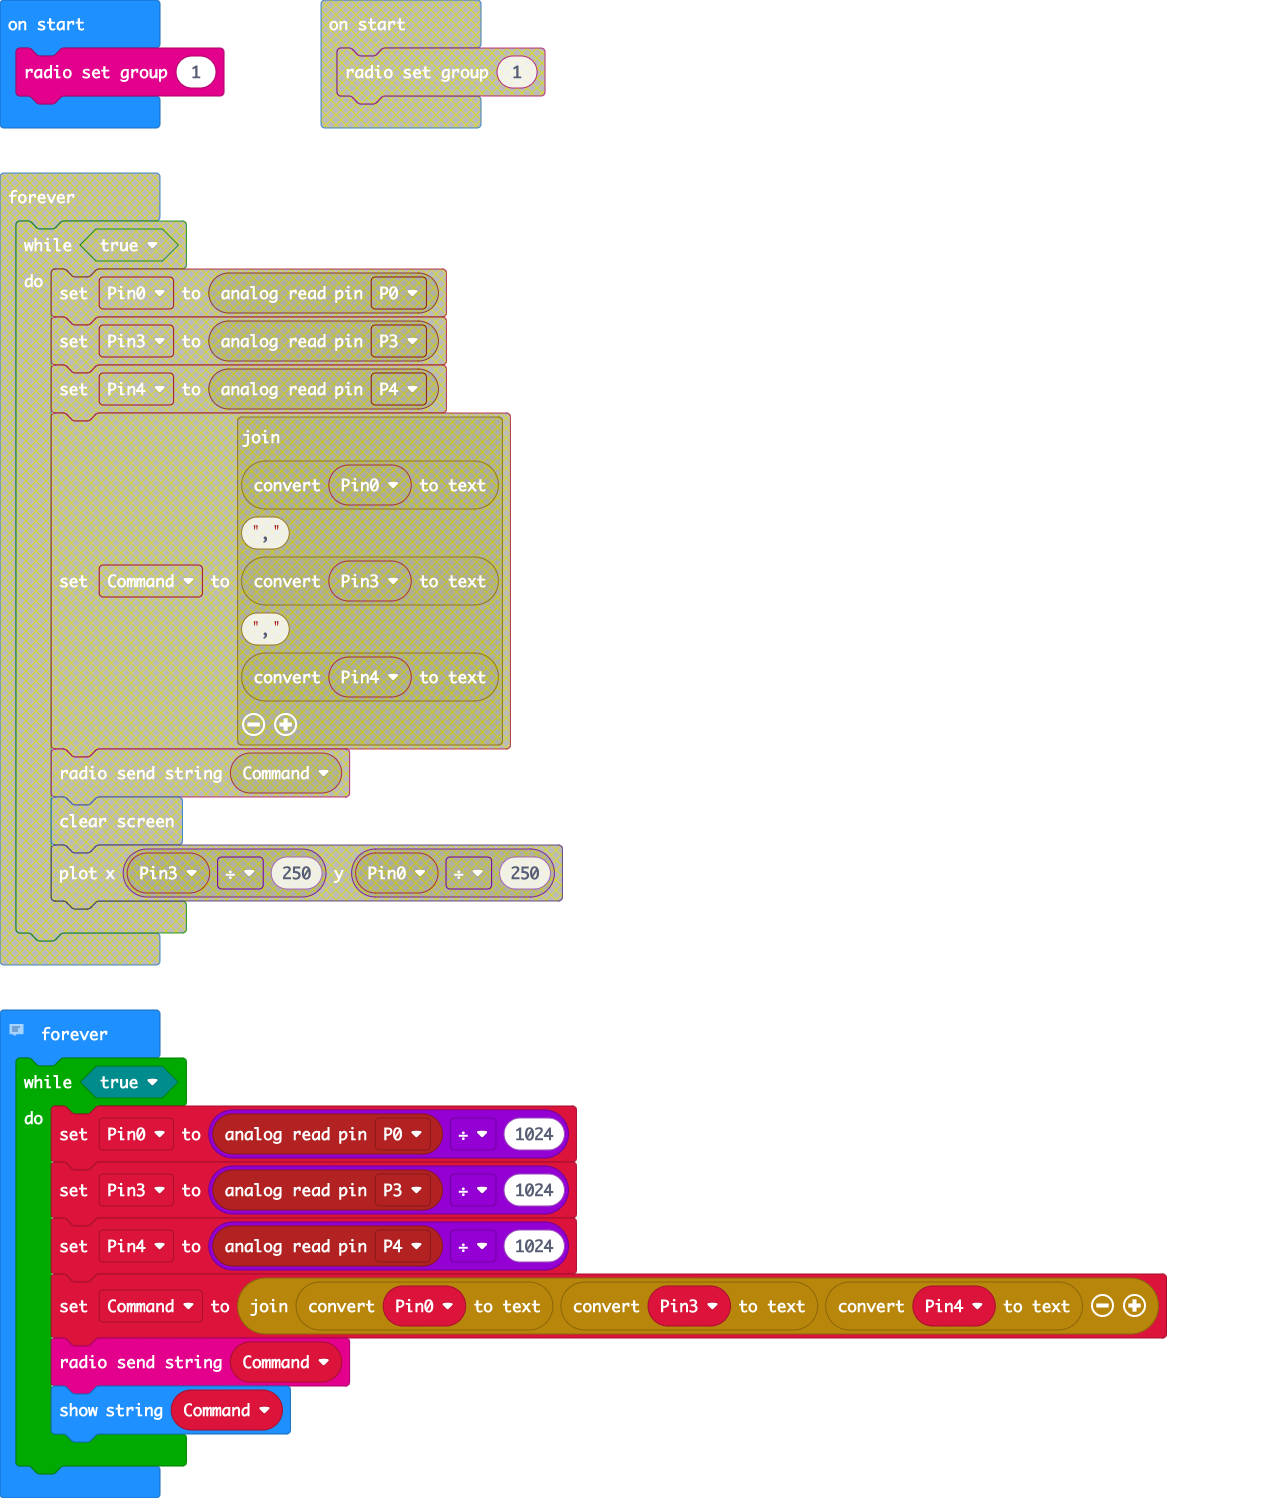 on start
radio set group 1
on start
radio set group 1
forever
while true
do
set Pin0 to analog read pin P0
set Pin3 to analog read pin P3
set Pin4 to analog read pin P4
join
convert Pin0 to text
","
set Command to convert Pin3 to text
","
convert Pin4 to text
radio send string Command
clear screen
plot x Pin3 ÷ 250 y Pin0 ÷ 250
forever
while true
do
set Pin0 to analog read pin P0 ÷ 1024
set Pin3 to analog read pin P3 ÷ 1024
set Pin4 to analog read pin P4 ÷ 1024
set Command to join convert Pin0 to text convert Pin3 to text convert Pin4 to text
radio send string Command
show string Command